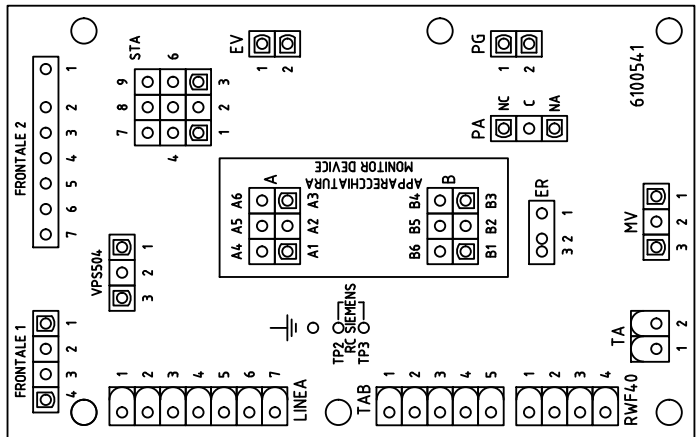 FRONTALE 2
1
2
3
4
5
6
7
STA
9
8
7
6
4
3
2
1
EV
1
2
PG
1
2
PA
NC
C
NA
6100541
APPARECCHIATURA
MONITOR DEVICE
A
A6
A5
A4
A3
A2
A1
B
B4
B5
B6
B3
B2
B1
ER
1
2
3
MV
1
2
3
VPS504
1
2
3
FRONTALE 1
1
2
3
4
TP2
RC SIEMENS
TP3
LINEA
1
2
3
4
5
6
7
TAB
1
2
3
4
5
RWF40
1
2
3
4
TA
1
2